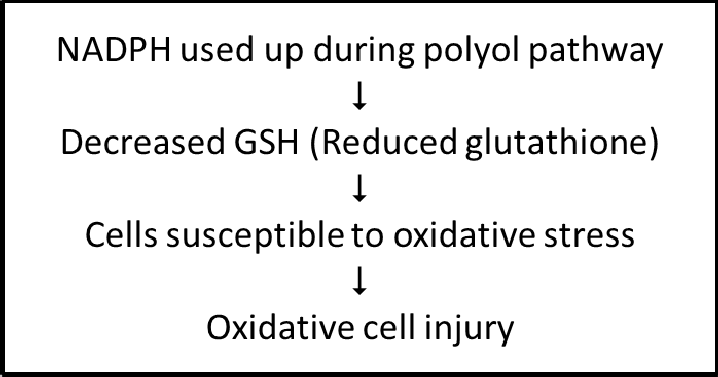 NADPH used up during polyol pathway
↓
Decreased GSH (Reduced glutathione)
↓
Cells susceptible to oxidative stress
↓
Oxidative cell injury